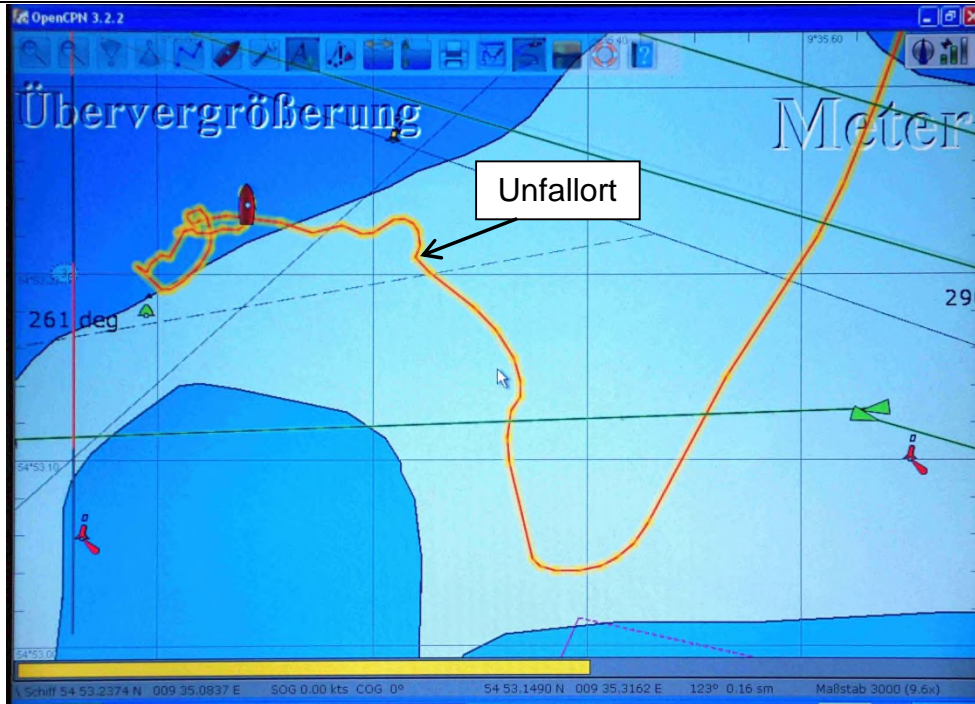 OpenCPN 3.2.2
9°35.60
Übervergrößerung
Meter
Unfallort
29
261 deg
54°53.10
54°53.00
Schiff 54 53.2374 N 009 35.0837 E SOG 0.00 kts COG 0° 54 53.1490 N 009 35.3162 E 123° 0.16 sm Maßstab 3000 (9.6x)